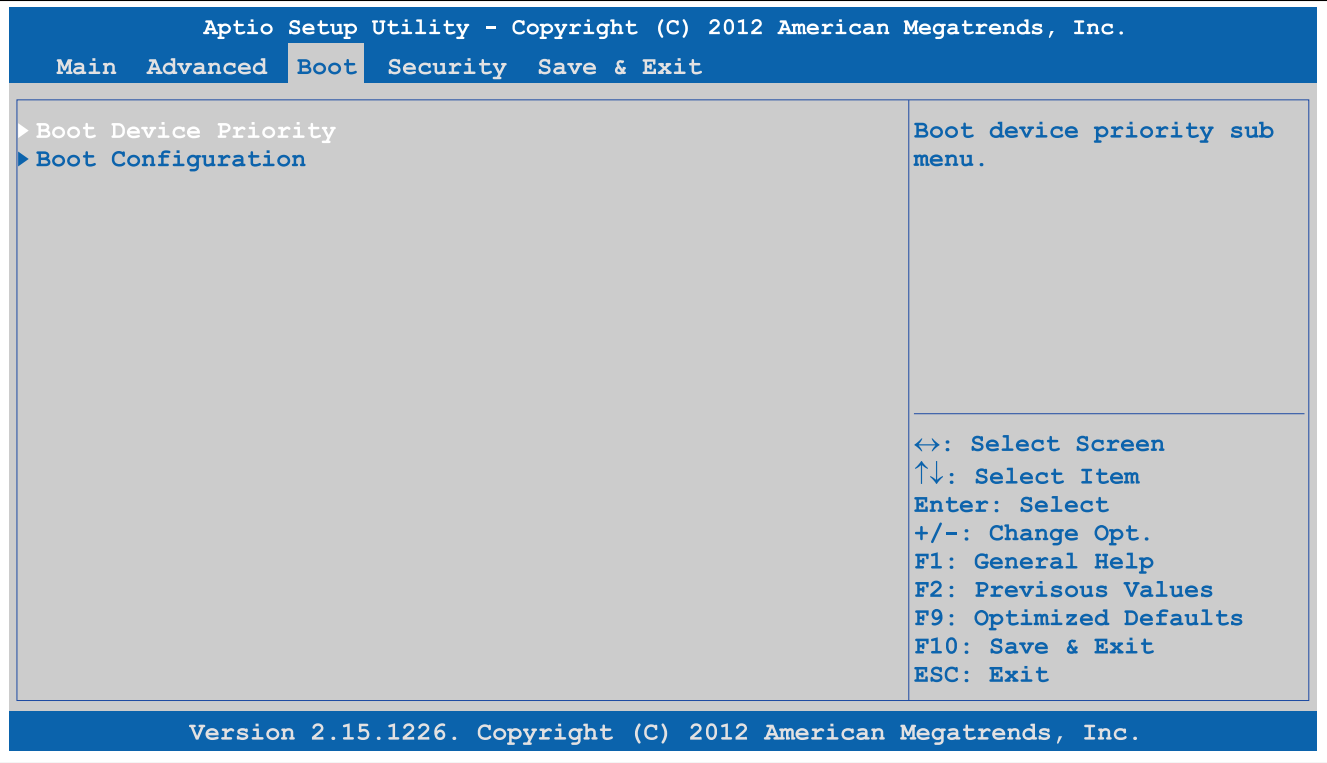 Aptio Setup Utility - Copyright (C) 2012 American Megatrends, Inc.
Main Advanced Boot Security Save & Exit
Boot Device Priority
Boot Configuration
Boot device priority sub
menu.
↔: Select Screen
↑↓: Select Item
Enter: Select
+/-: Change Opt.
F1: General Help
F2: Previsous Values
F9: Optimized Defaults
F10: Save & Exit
ESC: Exit
Version 2.15.1226. Copyright (C) 2012 American Megatrends, Inc.